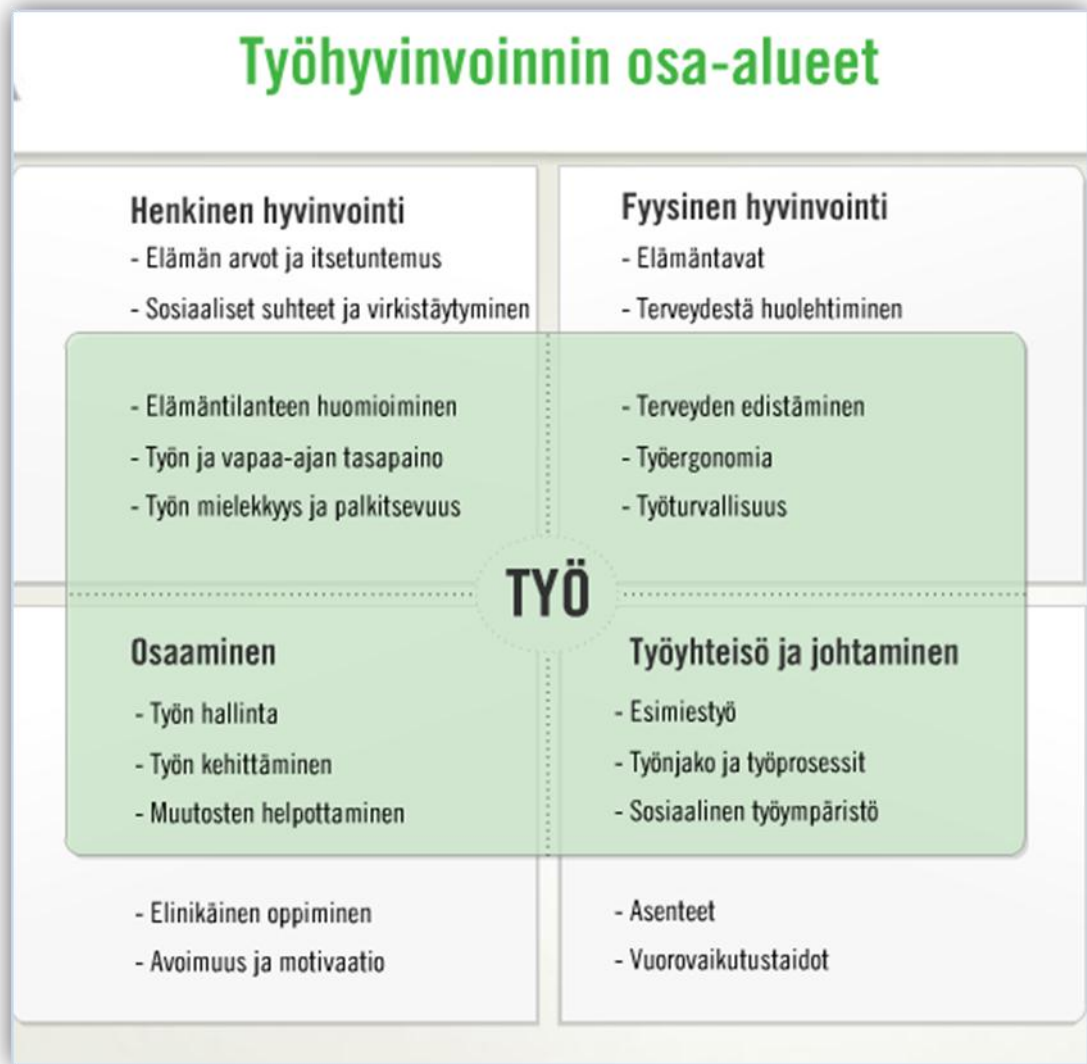 Työhyvinvoinnin osa-alueet
Henkinen hyvinvointi
- Elämän arvot ja itsetuntemus
- Sosiaaliset suhteet ja virkistäytyminen
- Elämäntilanteen huomioiminen
- Työn ja vapaa-ajan tasapaino
- Työn mielekkyys ja palkitsevuus
Fyysinen hyvinvointi
- Elämäntavat
- Terveydestä huolehtiminen
- Terveyden edistäminen
- Työergonomia
- Työturvallisuus
TYÖ
Osaaminen
- Työn hallinta
- Työn kehittäminen
- Muutosten helpottaminen
- Elinikäinen oppiminen
- Avoimuus ja motivaatio
Työyhteisö ja johtaminen
- Esimiestyö
- Työnjako ja työprosessit
- Sosiaalinen työympäristö
- Asenteet
- Vuorovaikutustaidot